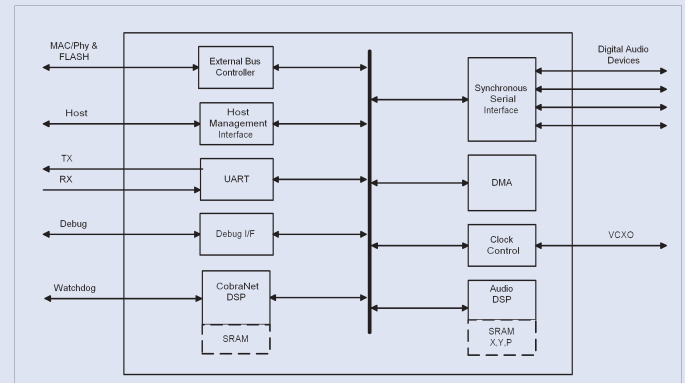 MAC/Phy &
FLASH
External Bus
Controller
Host
Host
Management
Interface
TX
RX
UART
Debug
Debug I/F
Watchdog
CobraNet
DSP
SRAM
Digital Audio
Devices
Synchronous
Serial
Interface
DMA
Clock
Control
VCXO
Audio
DSP
SRAM
X,Y,P